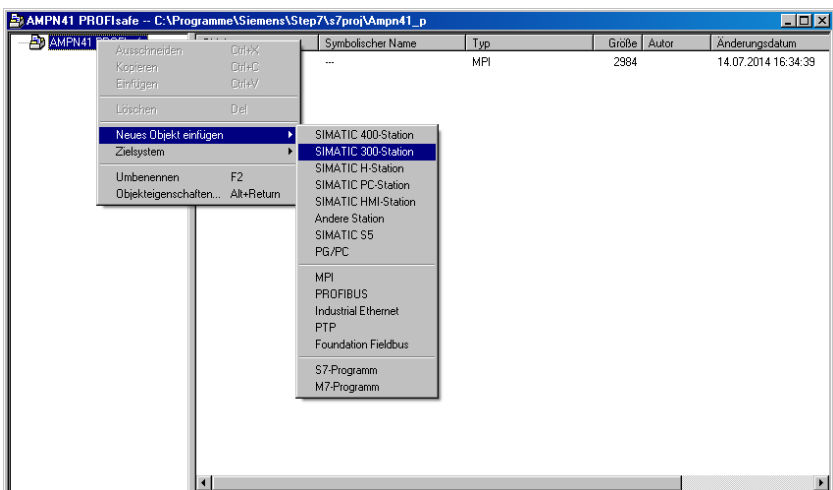 AMPN41 PROFIsafe -- C:\Programme\Siemens\Step7\s7proj\Ampn41_p
AMPN41
Symbolischer Name Typ Größe Autor Änderungsdatum
--- MPI 2984 14.07.2014 16:34:39
Ausschneiden Ctrl+X
Kopieren Ctrl+C
Einfügen Ctrl+V
Löschen Del
Neues Objekt einfügen
Zielsystem
Umbenennen F2
Objekteigenschaften... Alt+Return
SIMATIC 400-Station
SIMATIC 300-Station
SIMATIC H-Station
SIMATIC PC-Station
SIMATIC HMI-Station
Andere Station
SIMATIC S5
PG/PC
MPI
PROFIBUS
Industrial Ethernet
PTP
Foundation Fieldbus
S7-Programm
M7-Programm